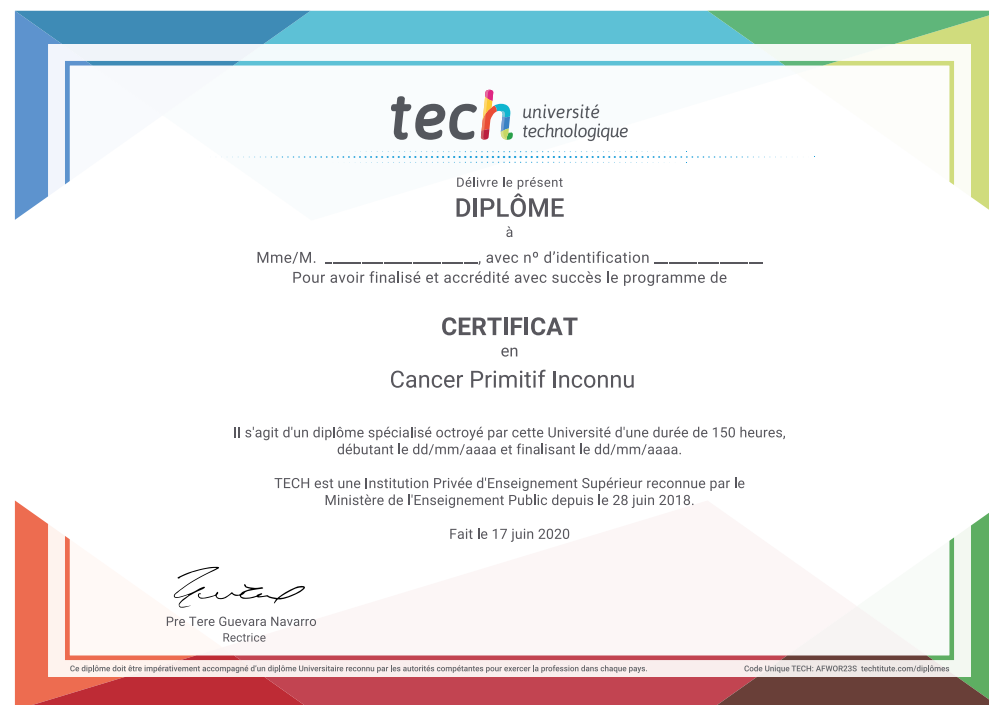 tech université
technologique
Délivre le présent
DIPLÔME
à
Mme/M. ____________________, avec nº d'identification ______________
Pour avoir finalisé et accrédité avec succès le programme de
CERTIFICAT
en
Cancer Primitif Inconnu
Il s'agit d'un diplôme spécialisé octroyé par cette Université d'une durée de 150 heures,
débutant le dd/mm/aaaa et finalisant le dd/mm/aaaa.
TECH est une Institution Privée d'Enseignement Supérieur reconnue par le
Ministère de l'Enseignement Public depuis le 28 juin 2018.
Fait le 17 juin 2020
Pre Tere Guevara Navarro
Rectrice
Ce diplôme doit être impérativement accompagné d'un diplôme Universitaire reconnu par les autorités compétantes pour exercer la profession dans chaque pays.
Code Unique TECH: AFWOR23S techtitute.com/diplômes